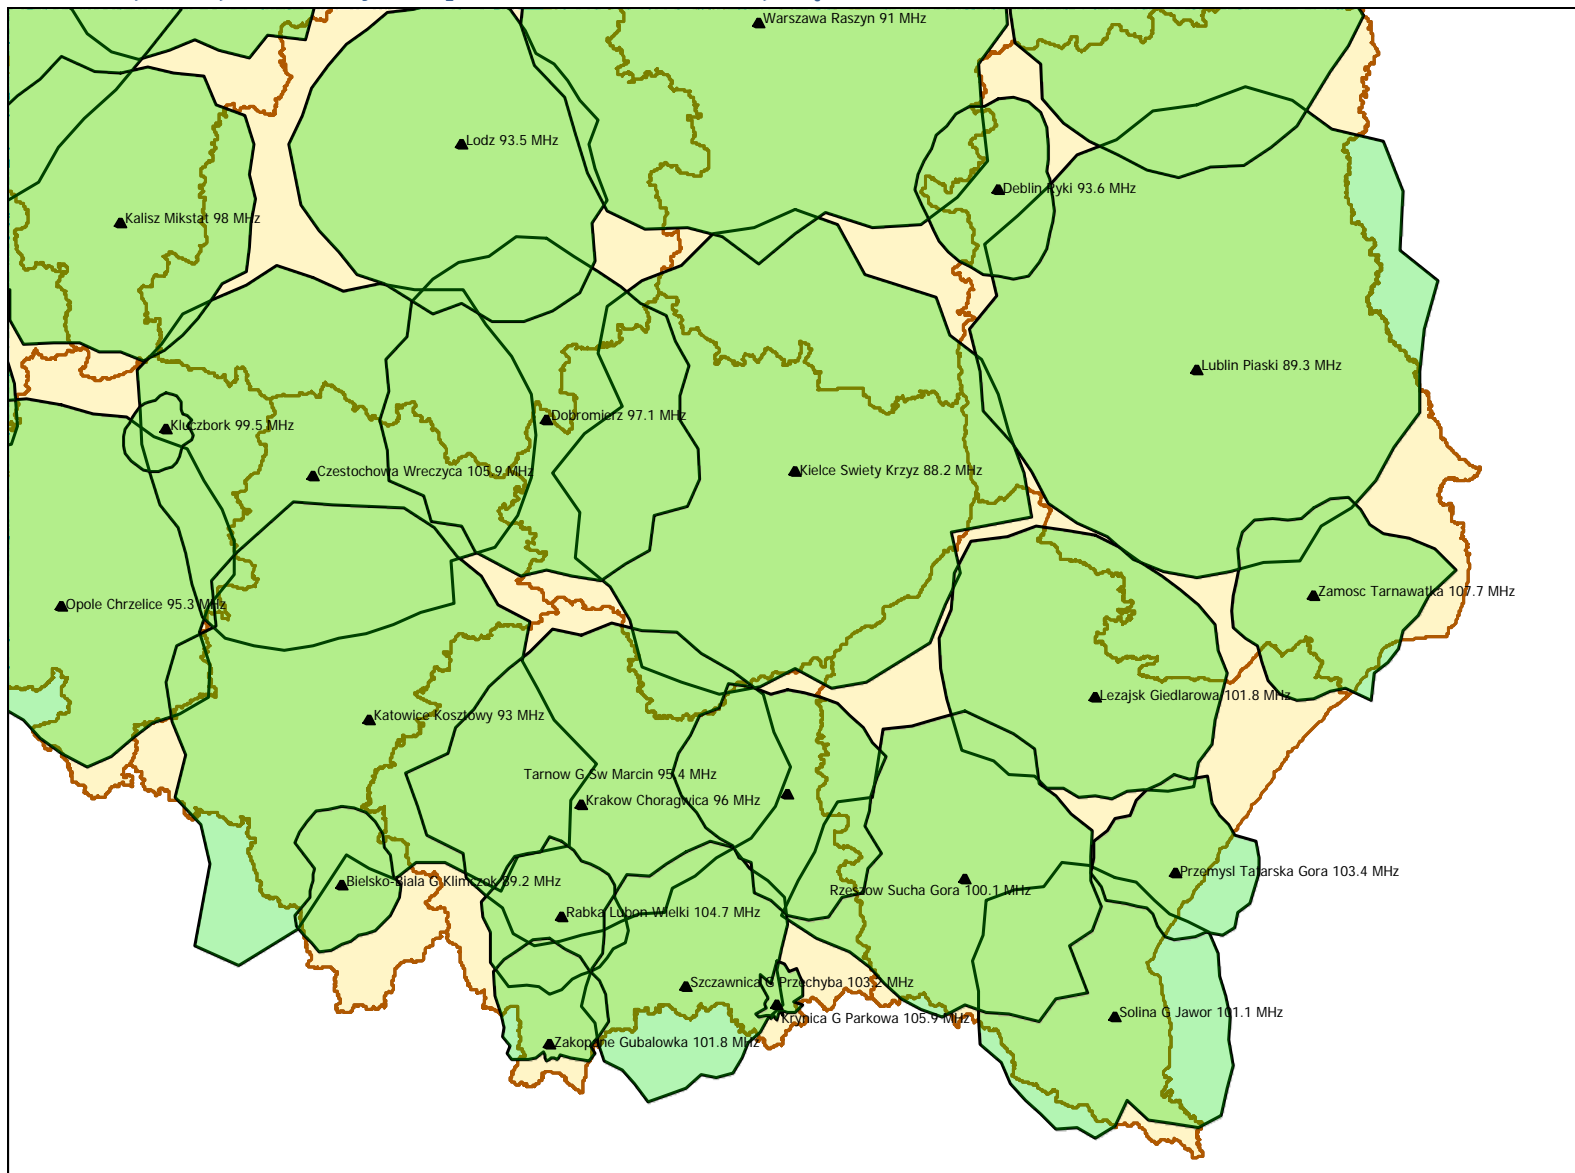 Warszawa Raszyn 91 MHz
Lodz 93.5 MHz
Deblin Ryki 93.6 MHz
Kalisz Mikstat 98 MHz
Lublin Piaski 89.3 MHz
Dobromierz 97.1 MHz
Kluczbork 99.5 MHz
Czestochowa Wreczyca 105.9 MHz
Kielce Swiety Krzyz 88.2 MHz
Opole Chrzelice 95.3 MHz
Zamosc Tarnawatka 107.7 MHz
Lezajsk Giedlarowa 101.8 MHz
Katowice Kosztowy 93 MHz
Tarnow G Sw Marcin 95.4 MHz
Krakow Choragwica 96 MHz
Przemysl Tatarska Gora 103.4 MHz
Bielsko-Biala G Klimczok 89.2 MHz
Rzeszow Sucha Gora 100.1 MHz
Rabka Lubon Wielki 104.7 MHz
Szczawnica G Przechyba 103.2 MHz
Krynica G Parkowa 105.9 MHz
Solina G Jawor 101.1 MHz
Zakopane Gubalowka 101.8 MHz